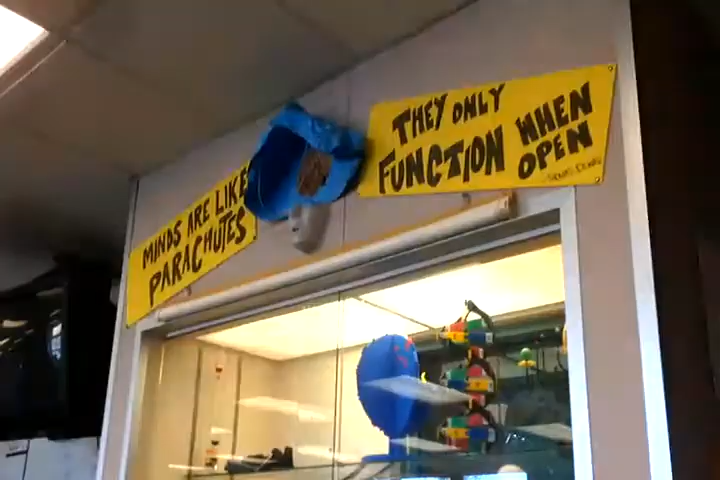 MINDS ARE LIKE
PARACHUTES
THEY ONLY
FUNCTION WHEN
OPEN